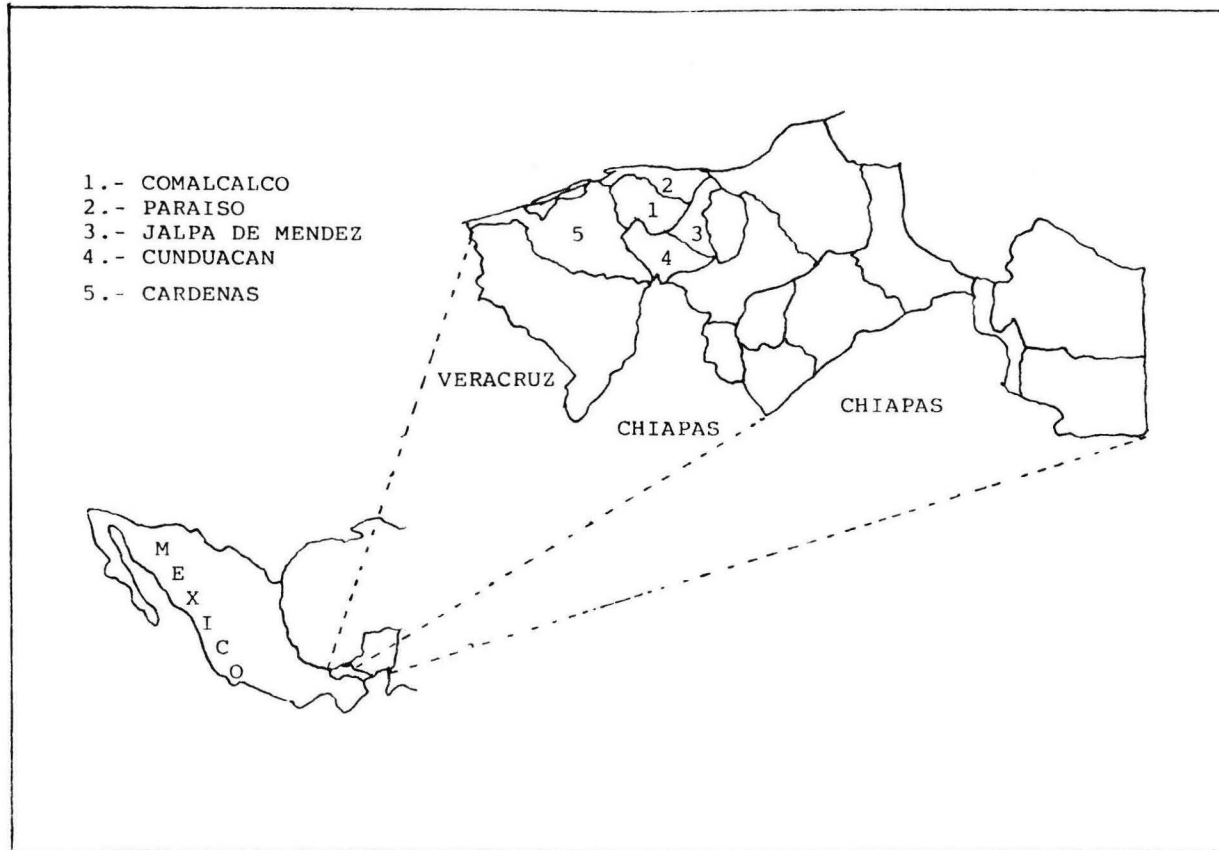 1.- COMALCALCO
2.- PARAISO
3.- JALPA DE MENDEZ
4.- CUNDUACAN
5.- CARDENAS
2
1
5
3
4
VERACRUZ
CHIAPAS
CHIAPAS
MEXICO